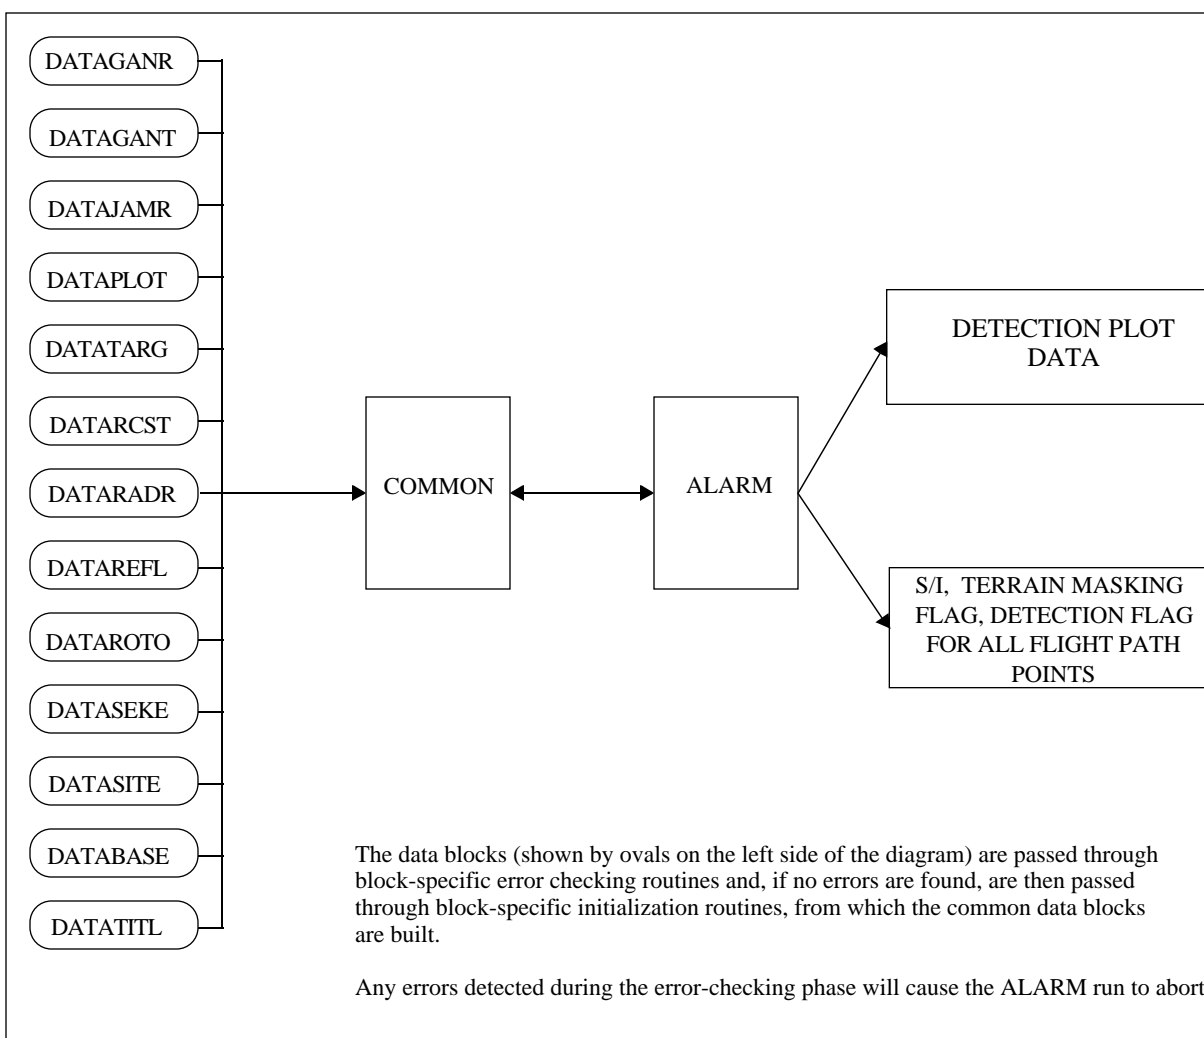 DATAGANR
DATAGANT
DATAJAMR
DATAPLOT
DATATARG
DATARCST
DATARADR
DATAREFL
DATAROTO
DATASEKE
DATASITE
DATABASE
DATATITL
COMMON
ALARM
DETECTION PLOT
DATA
S/I, TERRAIN MASKING
FLAG, DETECTION FLAG
FOR ALL FLIGHT PATH
POINTS
The data blocks (shown by ovals on the left side of the diagram) are passed through
block-specific error checking routines and, if no errors are found, are then passed
through block-specific initialization routines, from which the common data blocks
are built.
Any errors detected during the error-checking phase will cause the ALARM run to abort